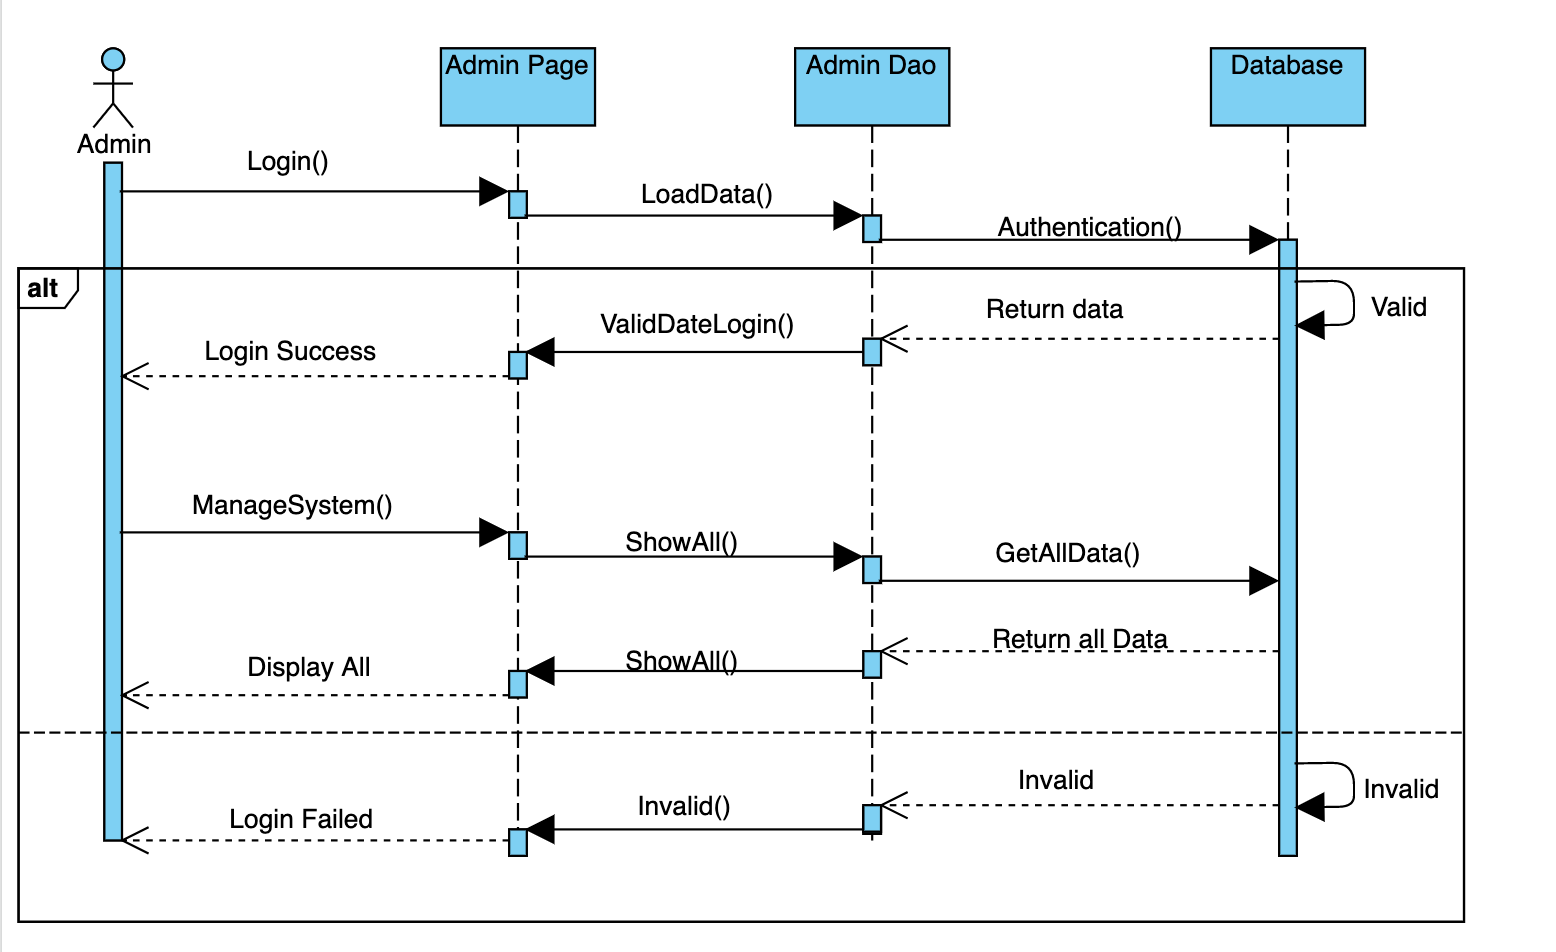 Admin Page
Admin Dao
Database
Admin
Login()
LoadData()
Authentication()
alt
Valid
Return data
ValidDateLogin()
Login Success
ManageSystem()
ShowAll()
GetAllData()
Return all Data
ShowAll()
Display All
Invalid
Invalid
Invalid()
Login Failed